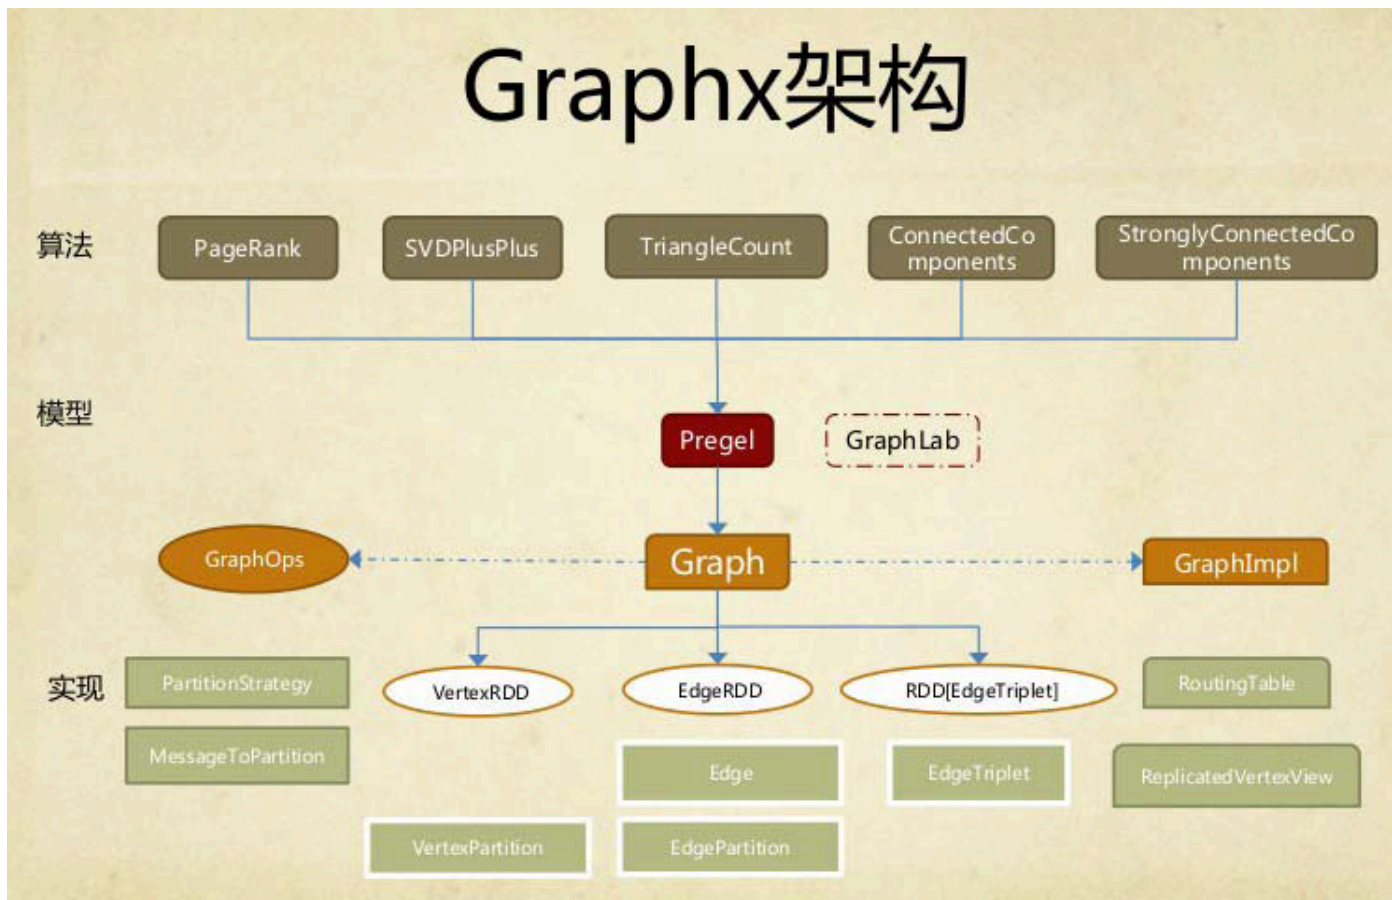 Graphx架构
算法
PageRank
SVDPlusPlus
TriangleCount
ConnectedCo
mponents
StronglyConnectedCo
mponents
模型
Pregel
GraphLab
GraphOps
Graph
GraphImpl
实现
PartitionStrategy
VertexRDD
EdgeRDD
RDD[EdgeTriplet]
RoutingTable
MessageToPartition
Edge
EdgeTriplet
ReplicatedVertexView
VertexPartition
EdgePartition